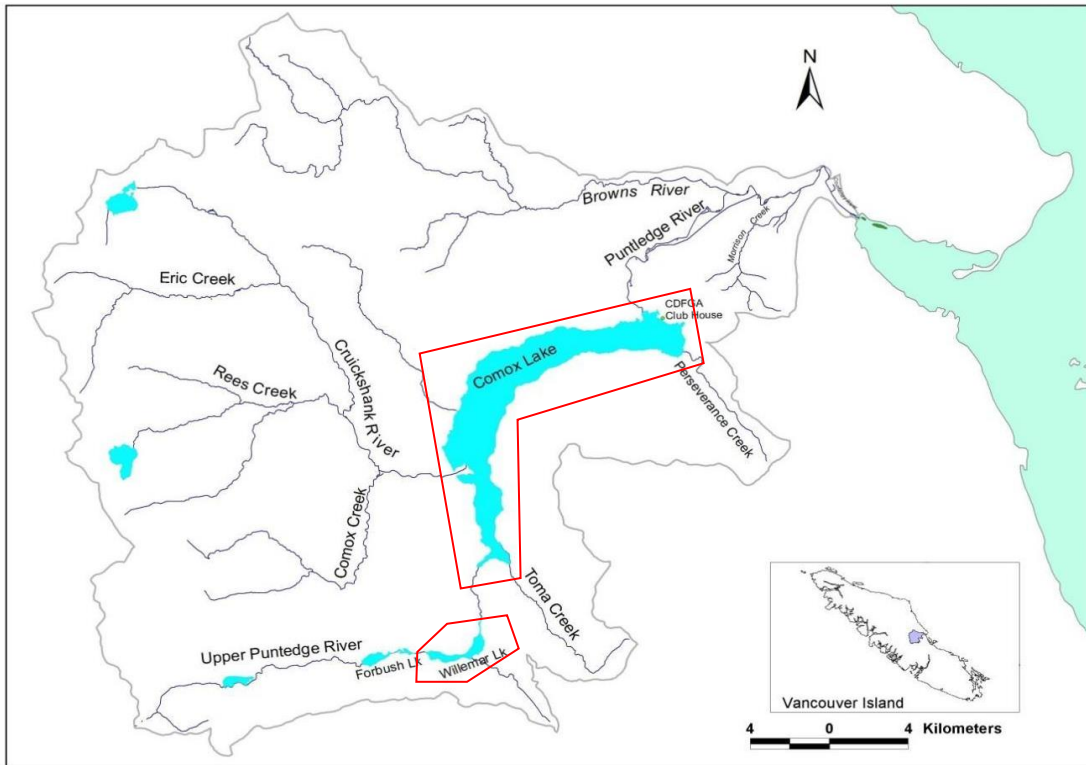 N
Browns River
Puntledge River
Morrison Creek
Eric Creek
CDFGA
Club House
Comox Lake
Cruickshank River
Rees Creek
Perseverance Creek
Comox Creek
Toma Creek
Upper Puntedge River
Forbush Lk
Willemar Lk
Vancouver Island
4 0 4 Kilometers